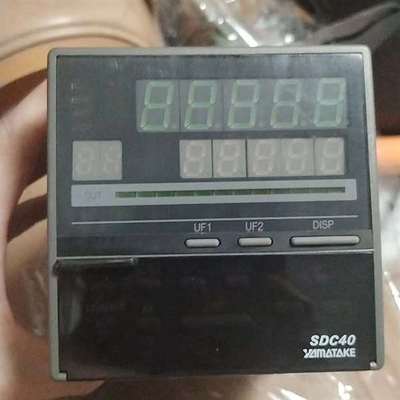 OUT
UF1 UF2 DISP
SDC40
YAMATAKE